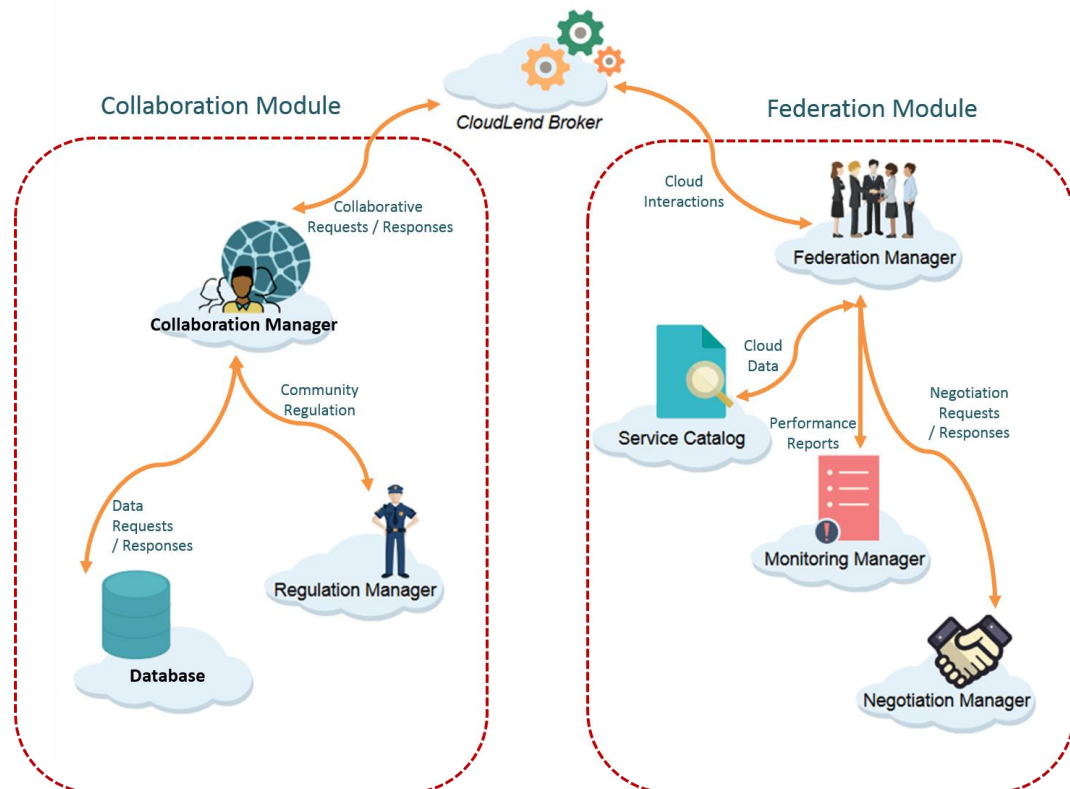 Collaboration Module
CloudLend Broker
Federation Module
Collaborative
Requests / Responses
Cloud
Interactions
Federation Manager
Collaboration Manager
Cloud
Data
Community
Regulation
Negotiation
Requests
/ Responses
Service Catalog
Performance
Reports
Data
Requests
/ Responses
Regulation Manager
Monitoring Manager
Database
Negotiation Manager